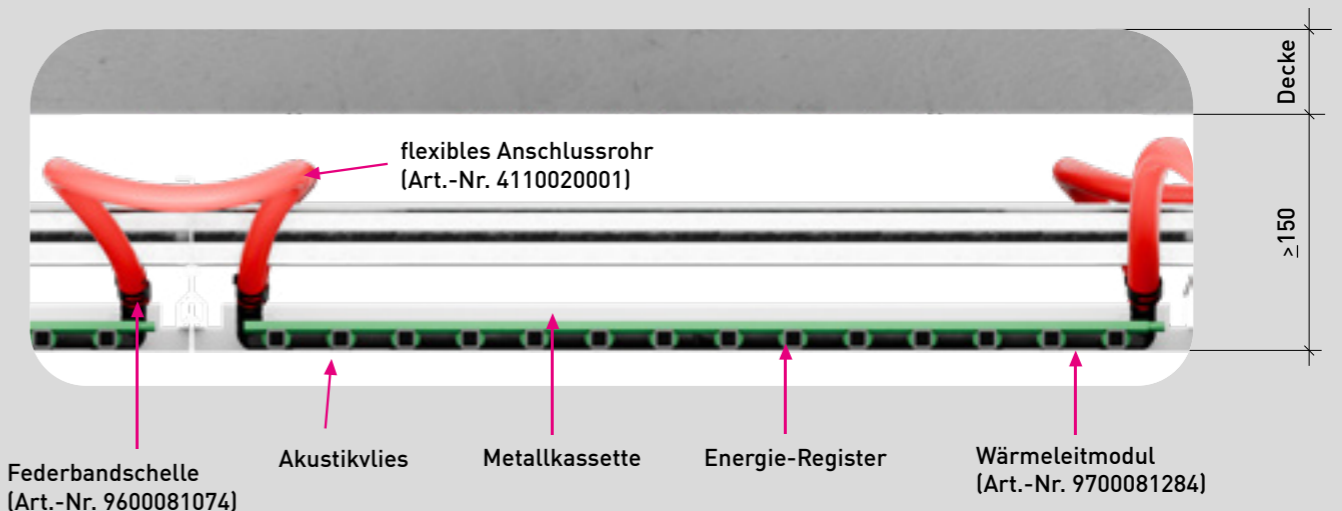 Decke
flexibles Anschlussrohr
(Art.-Nr. 4110020001)
≥150
Federbandschelle
(Art.-Nr. 9600081074)
Akustikvlies
Metallkassette
Energie-Register
Wärmeleitmodul
(Art.-Nr. 9700081284)